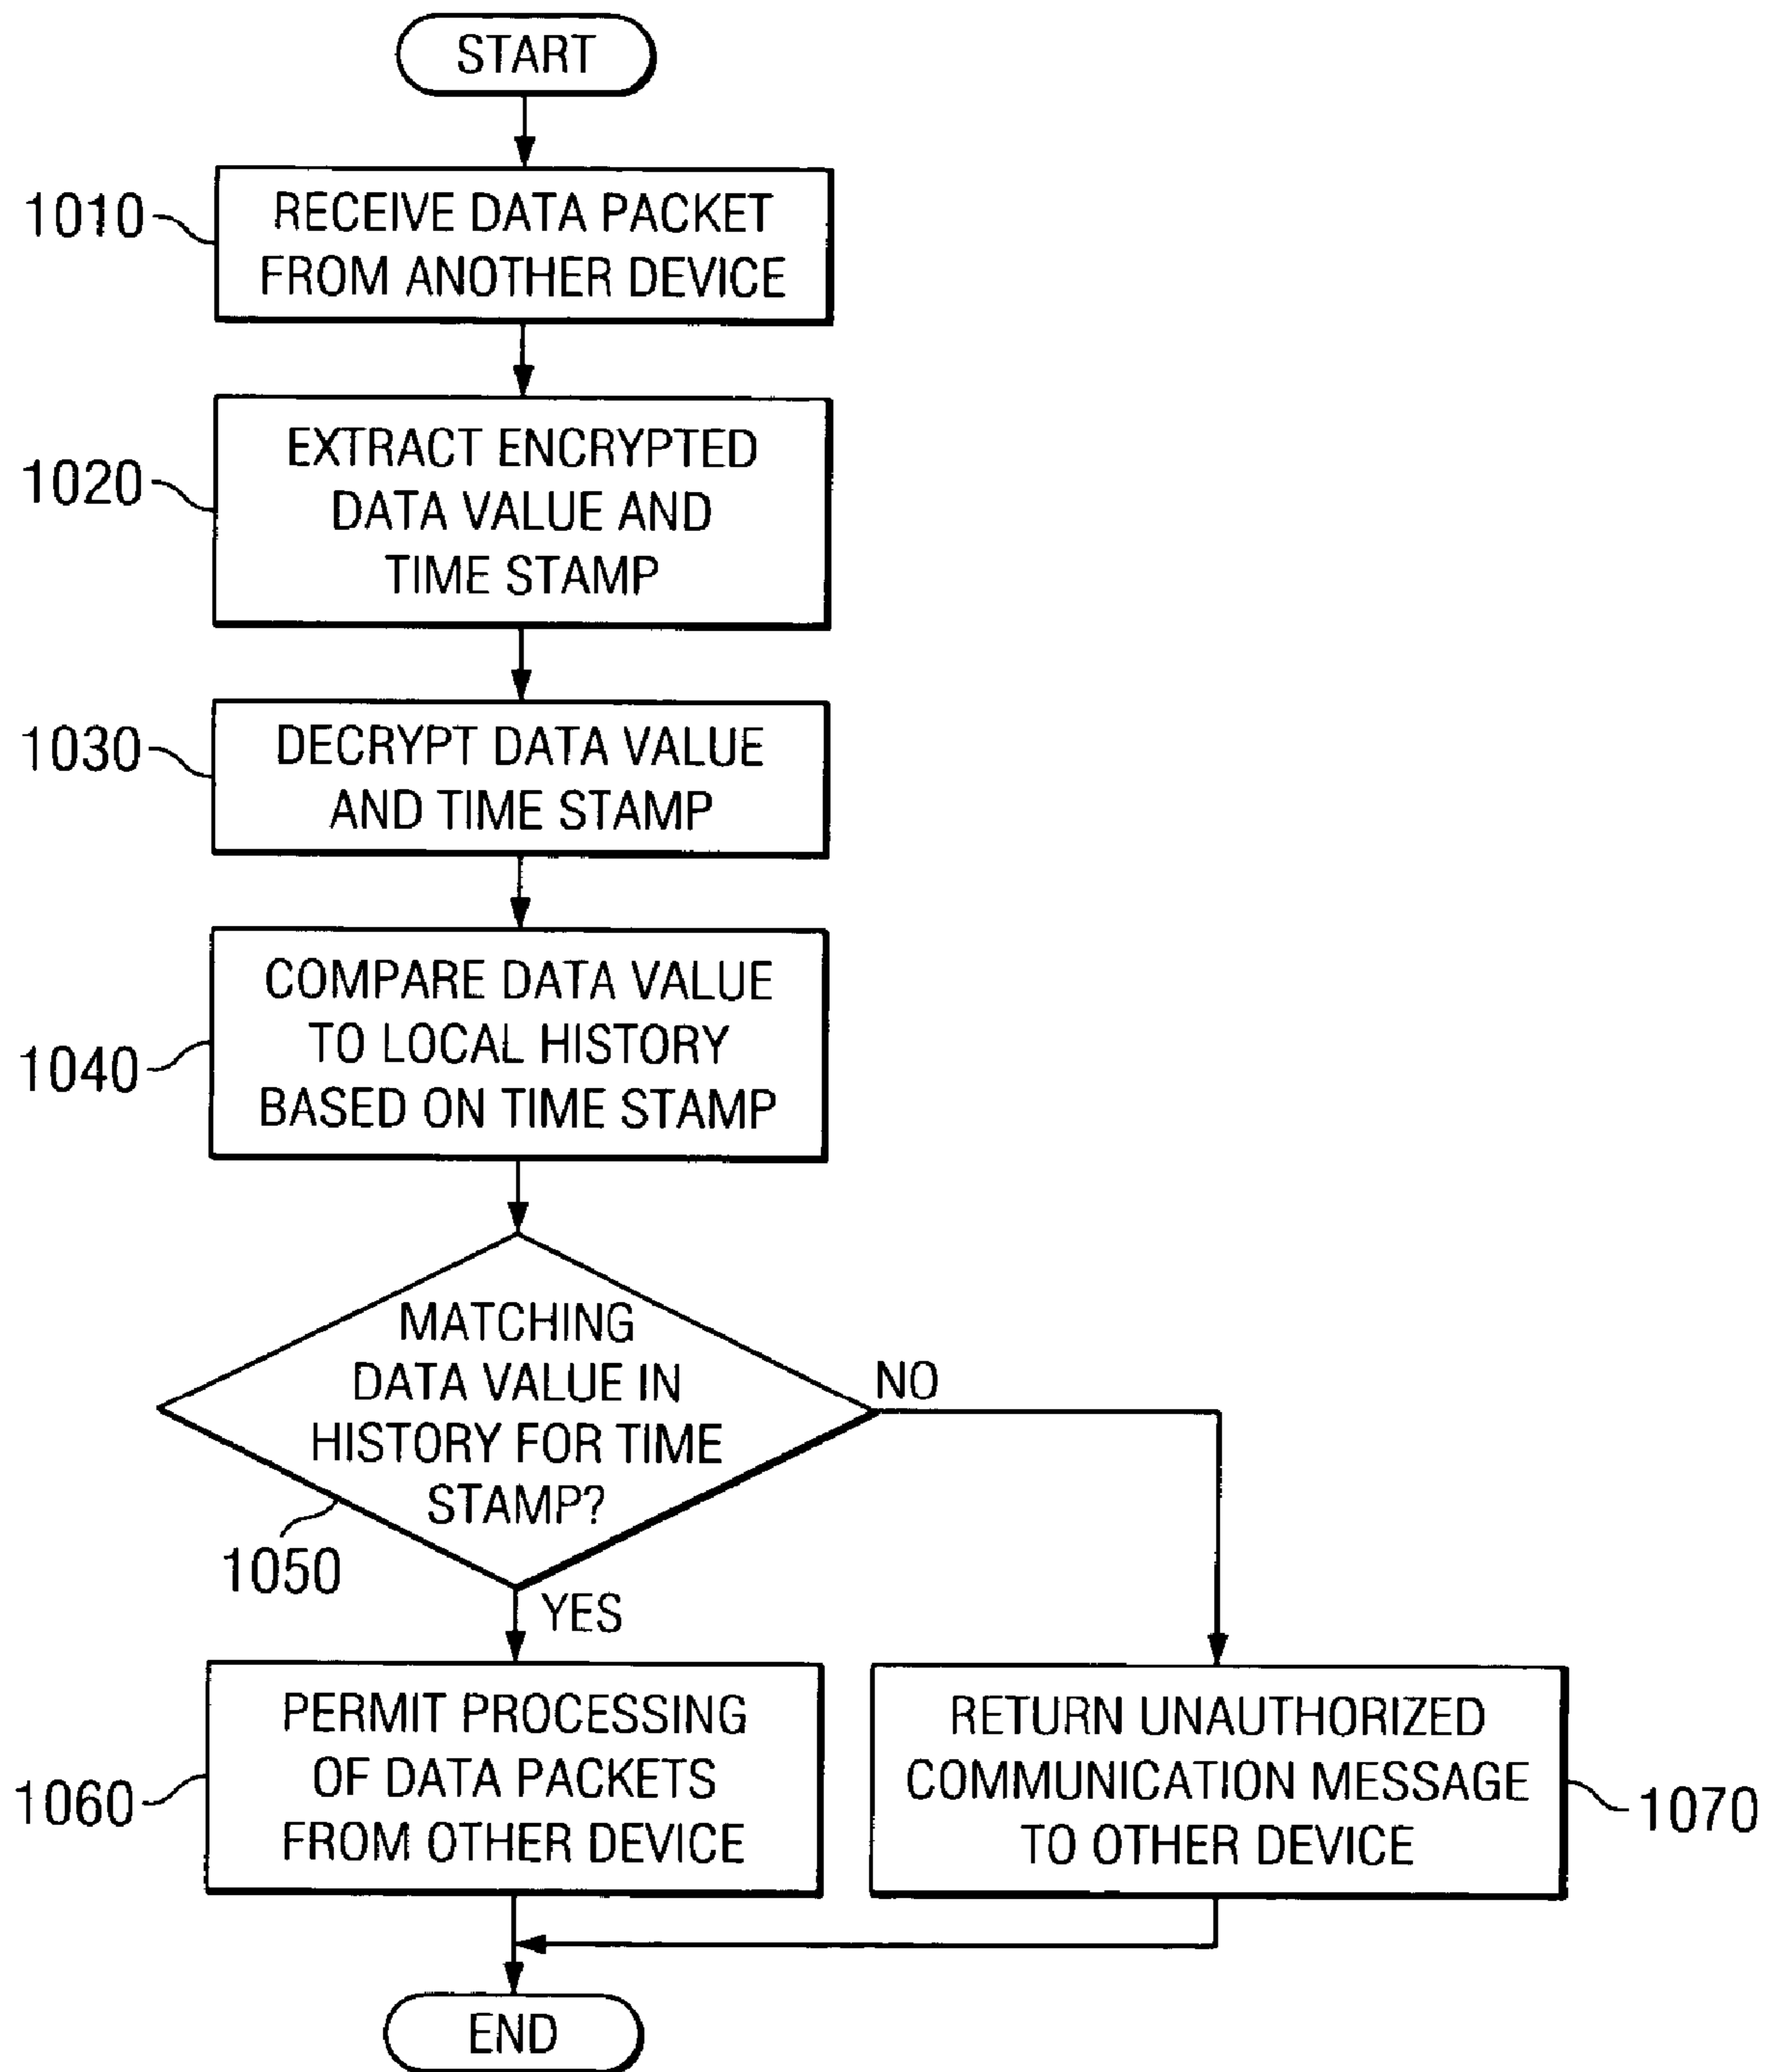 START
1010
RECEIVE DATA PACKET
FROM ANOTHER DEVICE
1020
EXTRACT ENCRYPTED
DATA VALUE AND
TIME STAMP
1030
DECRYPT DATA VALUE
AND TIME STAMP
1040
COMPARE DATA VALUE
TO LOCAL HISTORY
BASED ON TIME STAMP
MATCHING
DATA VALUE IN
HISTORY FOR TIME
STAMP?
NO
1050
YES
1060
PERMIT PROCESSING
OF DATA PACKETS
FROM OTHER DEVICE
RETURN UNAUTHORIZED
COMMUNICATION MESSAGE
TO OTHER DEVICE
1070
END